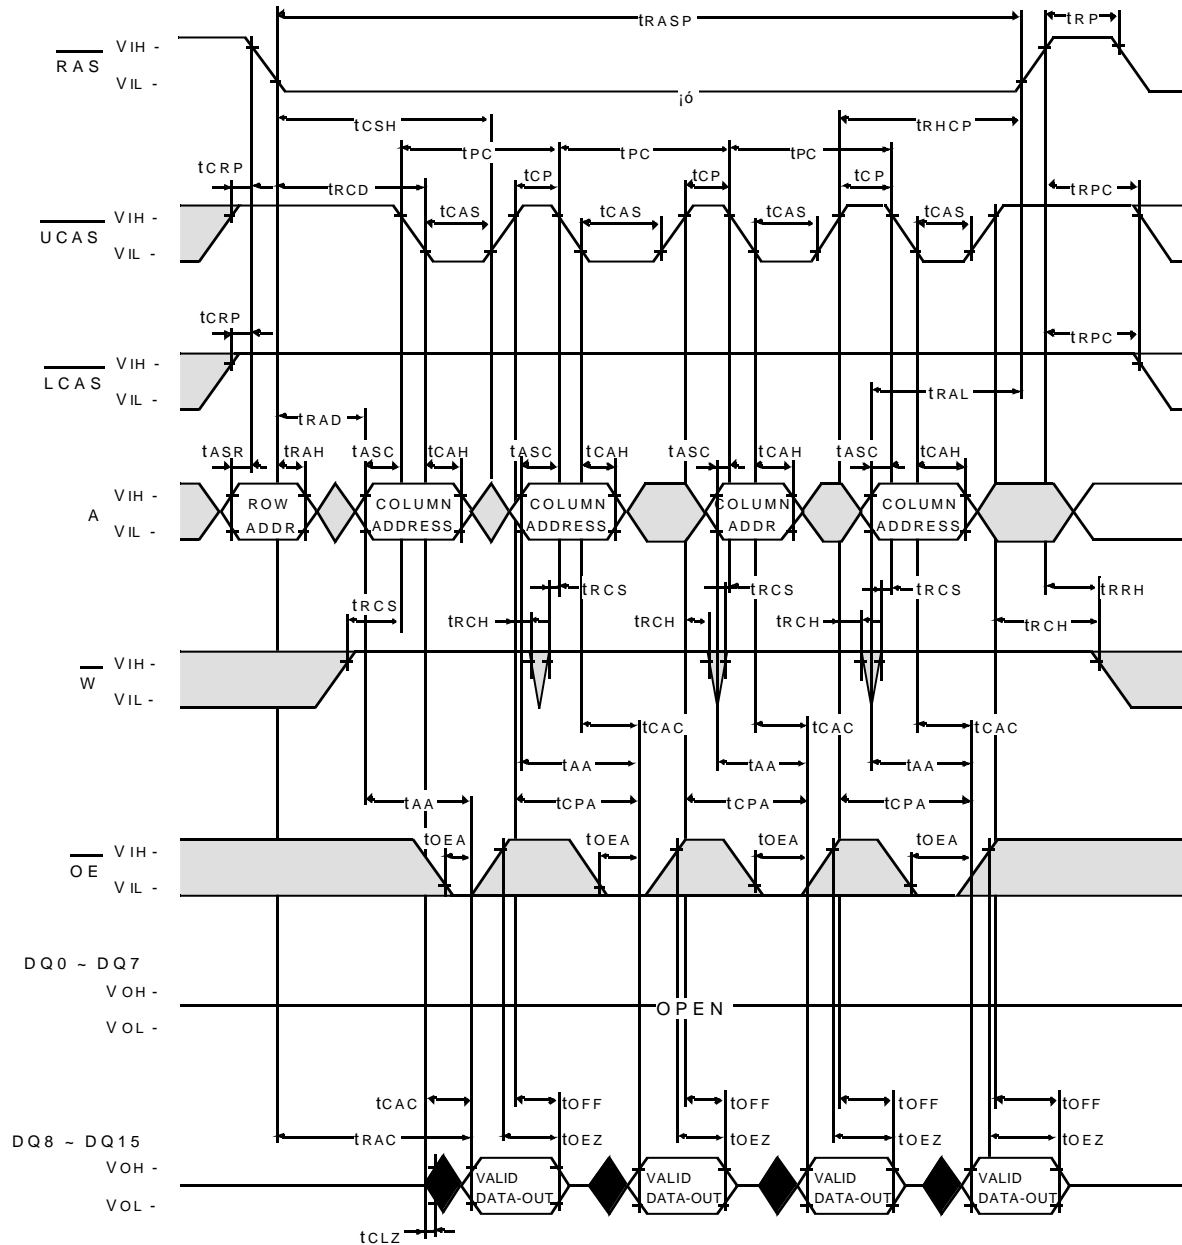 tRASP tRP
RAS VIH -
VIL -
¡ó
tCSH tRHCP
tPC tPC tPC
tCRP tRCD tCP tCP tCP tRPC
UCAS VIH -
tCAS tCAS tCAS tCAS
VIL -
tCRP tRPC
LCAS VIH -
VIL -
tRAL
tRAD
tASR tRAH tASC tCAH tASC tCAH tASC tCAH tASC tCAH
A VIH -
VIL -
ROW ADDR
COLUMN ADDRESS
COLUMN ADDRESS
COLUMN ADDR
COLUMN ADDRESS
tRCS tRCS tRCS tRCS tRRH
tRCH tRCH tRCH tRCH
W VIH -
VIL -
tCAC tCAC tCAC
tAA tAA tAA
tAA tCPA tCPA tCPA
tOEA tOEA tOEA tOEA
OE VIH -
VIL -
DQ0 ~ DQ7
VOH -
OPEN
VOL -
tCAC tOFF tOFF tOFF tOFF
DQ8 ~ DQ15
tRAC tOEZ tOEZ tOEZ tOEZ
VOH -
VOL -
VALID DATA-OUT
VALID DATA-OUT
VALID DATA-OUT
VALID DATA-OUT
tCLZ